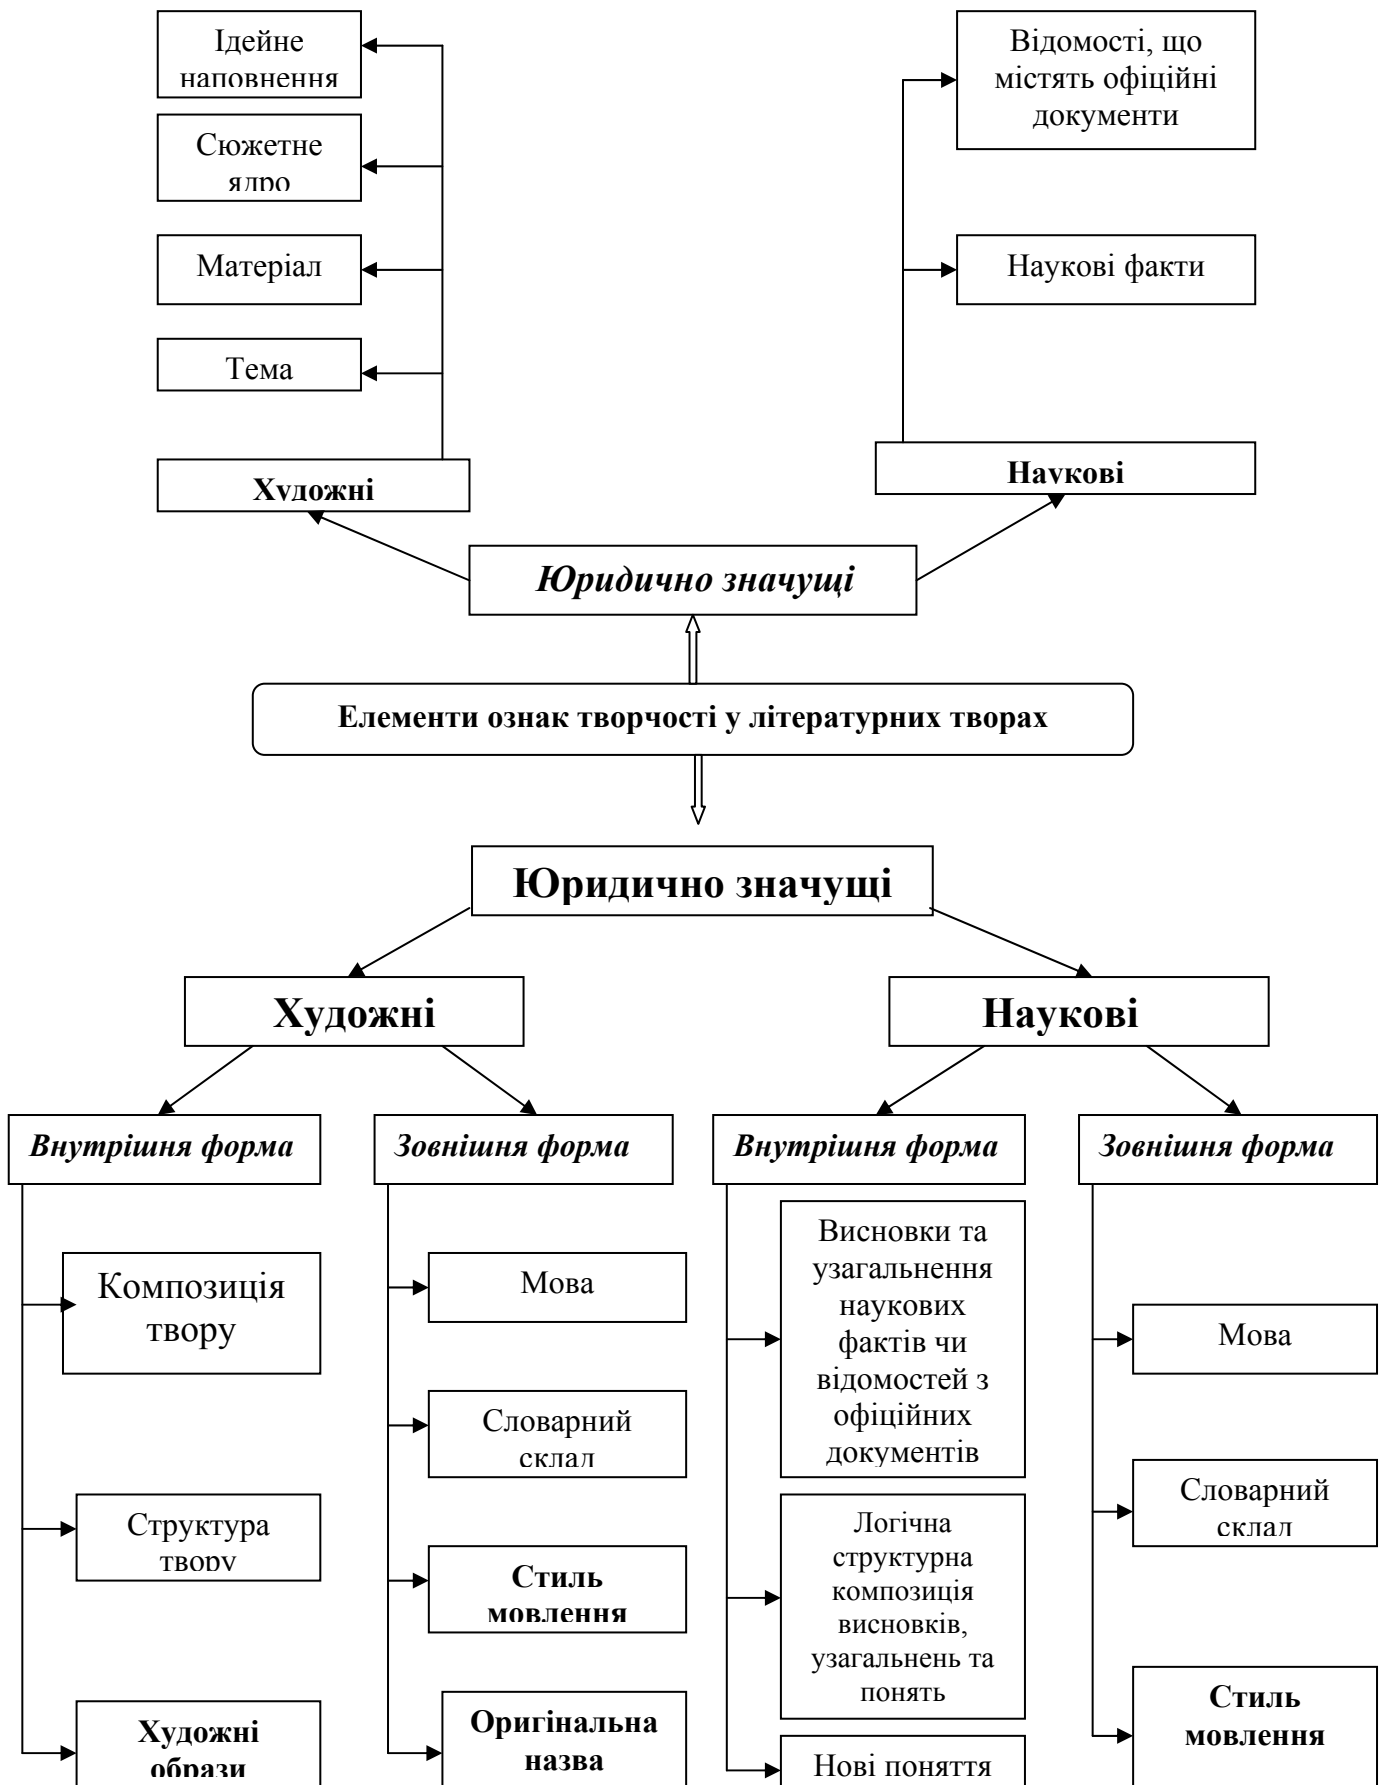 Ідейне
наповнення
Сюжетне
ядро
Матеріал
Тема
Художні
Відомості, що
містять офіційні
документи
Наукові факти
Наукові
Юридично значущі
Елементи ознак творчості у літературних творах
Юридично значущі
Художні
Наукові
Внутрішня форма
Композиція
твору
Структура
твору
Художні
образи
Зовнішня форма
Мова
Словарний
склад
Стиль
мовлення
Оригінальна
назва
Внутрішня форма
Висновки та
узагальнення
наукових
фактів чи
відомостей з
офіційних
документів
Логічна
структурна
композиція
висновків,
узагальнень та
понять
Нові поняття
Зовнішня форма
Мова
Словарний
склад
Стиль
мовлення